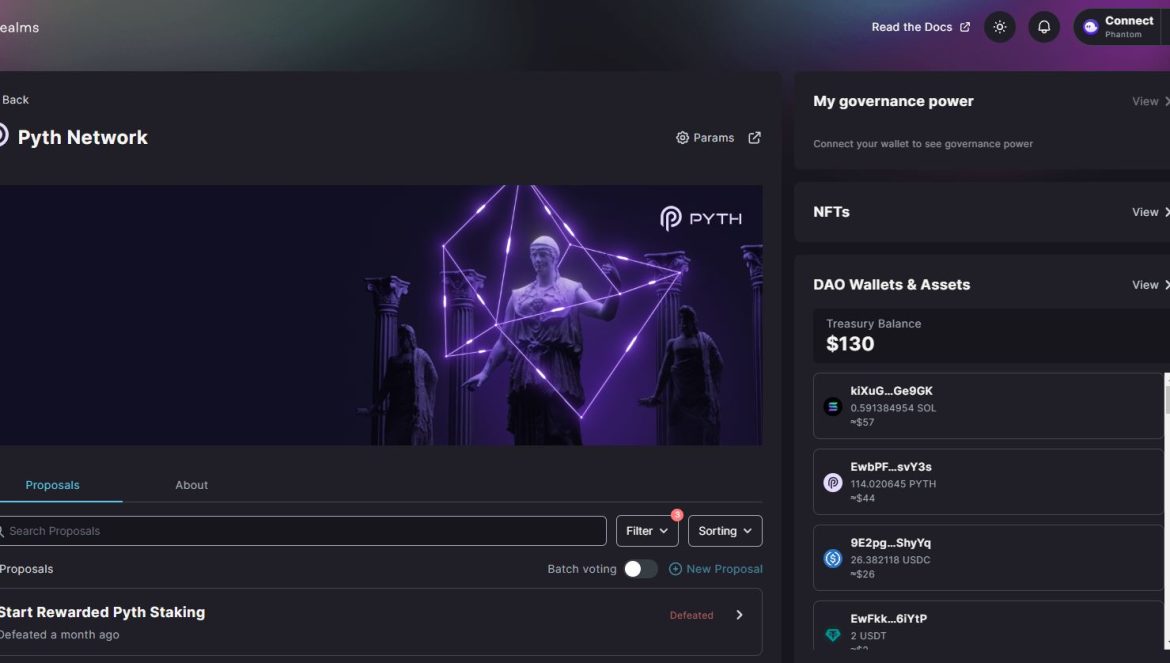 ealms
Read the Docs
Connect
Phantom
Back
Pyth Network
Params
PYTH
Proposals
About
Search Proposals
Filter
3
Sorting
Proposals
Batch voting
New Proposal
Start Rewarded Pyth Staking
Defeated a month ago
Defeated
My governance power
View
Connect your wallet to see governance power
NFTs
View
DAO Wallets & Assets
View
Treasury Balance
$130
kiXuG...Ge9GK
0.591384954 SOL
≈$57
EwbPF...svY3s
114.020645 PYTH
≈$44
9E2pg...ShyYq
26.382118 USDC
≈$26
EwFkk...6iYtP
2 USDT
≈$2